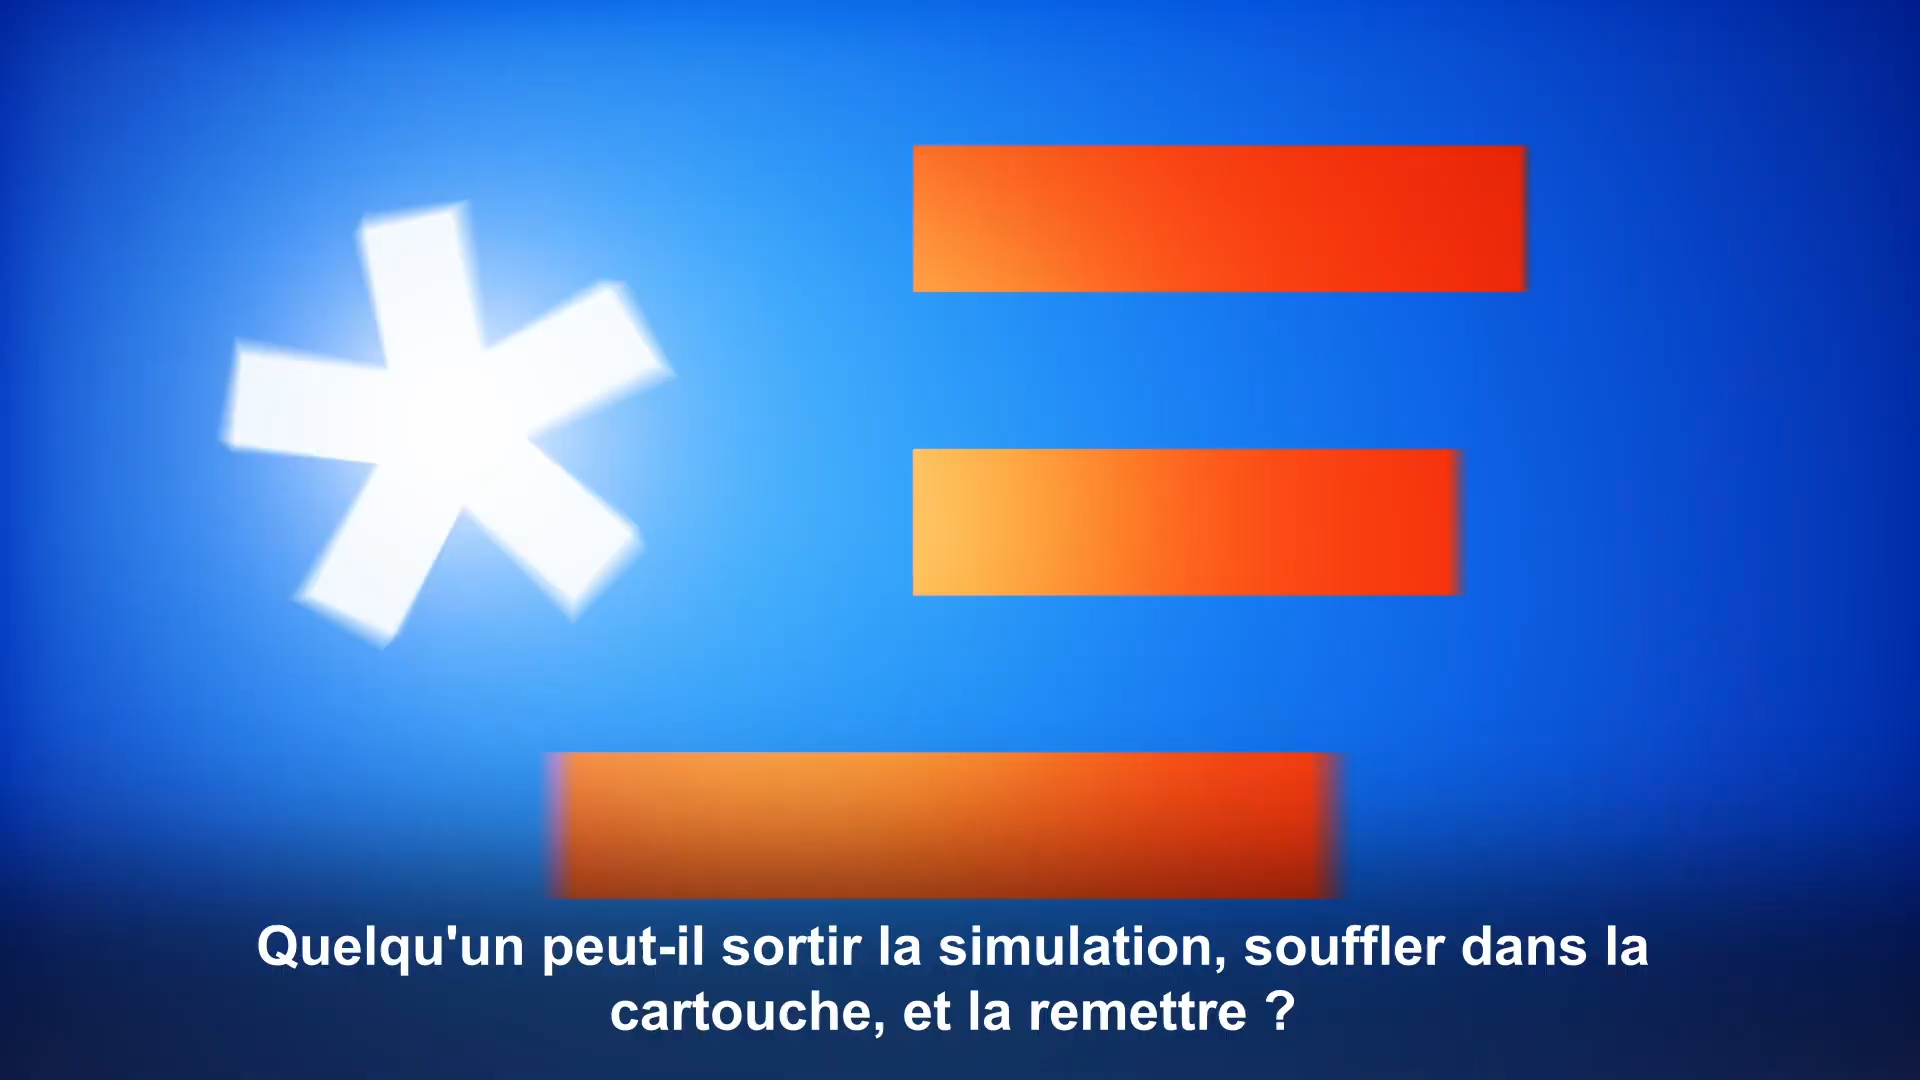 Quelqu'un peut-il sortir la simulation, souffler dans la
cartouche, et la remettre ?